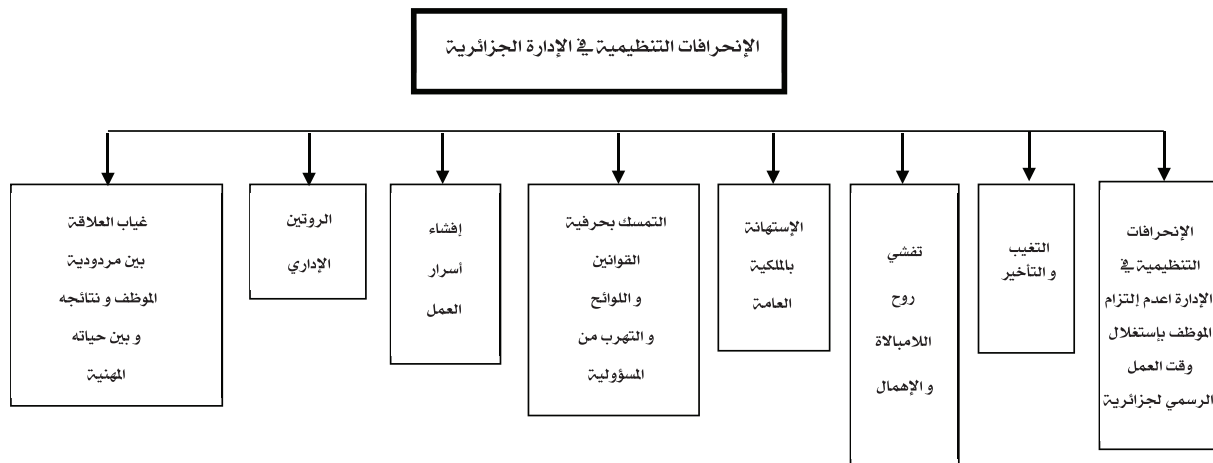 الإنحرافات التنظيمية في الإدارة الجزائرية
الإنحرافات
التنظيمية في
الإدارة اعدم إلتزام
الموظف بإستغلال
وقت العمل
الرسمي لجزائرية
التغيب
و التأخير
تفشي
روح
اللامبالاة
و الإهمال
الإستهانة
بالملكية
العامة
التمسك بحرفية
القوانين
و اللوائح
و التهرب من
المسؤولية
إفشاء
أسرار
العمل
الروتين
الإداري
غياب العلاقة
بين مردودية
الموظف و نتائجه
و بين حياته
المهنية